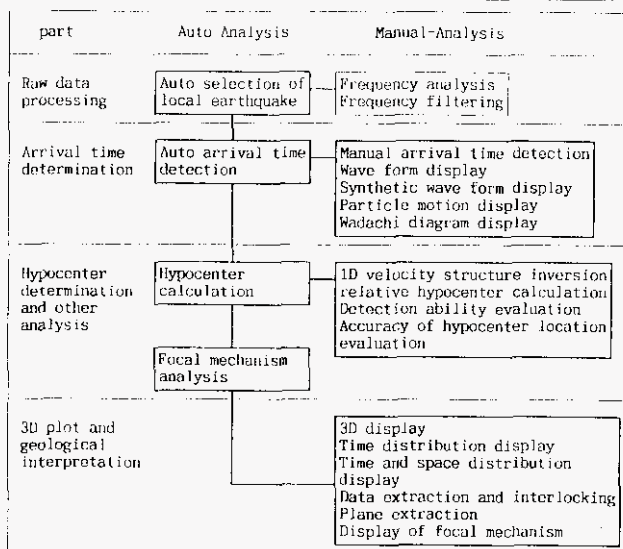 part Auto Analysis Manual-Analysis
Raw data
processing
Auto selection of
local earthquake
Frequency analysis
Frequency filtering
Arrival time
determination
Auto arrival time
detection
Manual arrival time detection
Wave form display
Synthetic wave form display
Particle motion display
Wadachi diagram display
Hypocenter
determination
and other
analysis
Hypocenter
calculation
1D velocity structure inversion
relative hypocenter calculation
Detection ability evaluation
Accuracy of hypocenter location
evaluation
Focal mechanism
analysis
3D plot and
geological
interpretation
3D display
Time distribution display
Time and space distribution
display
Data extraction and interlocking
Plane extraction
Display of focal mechanism